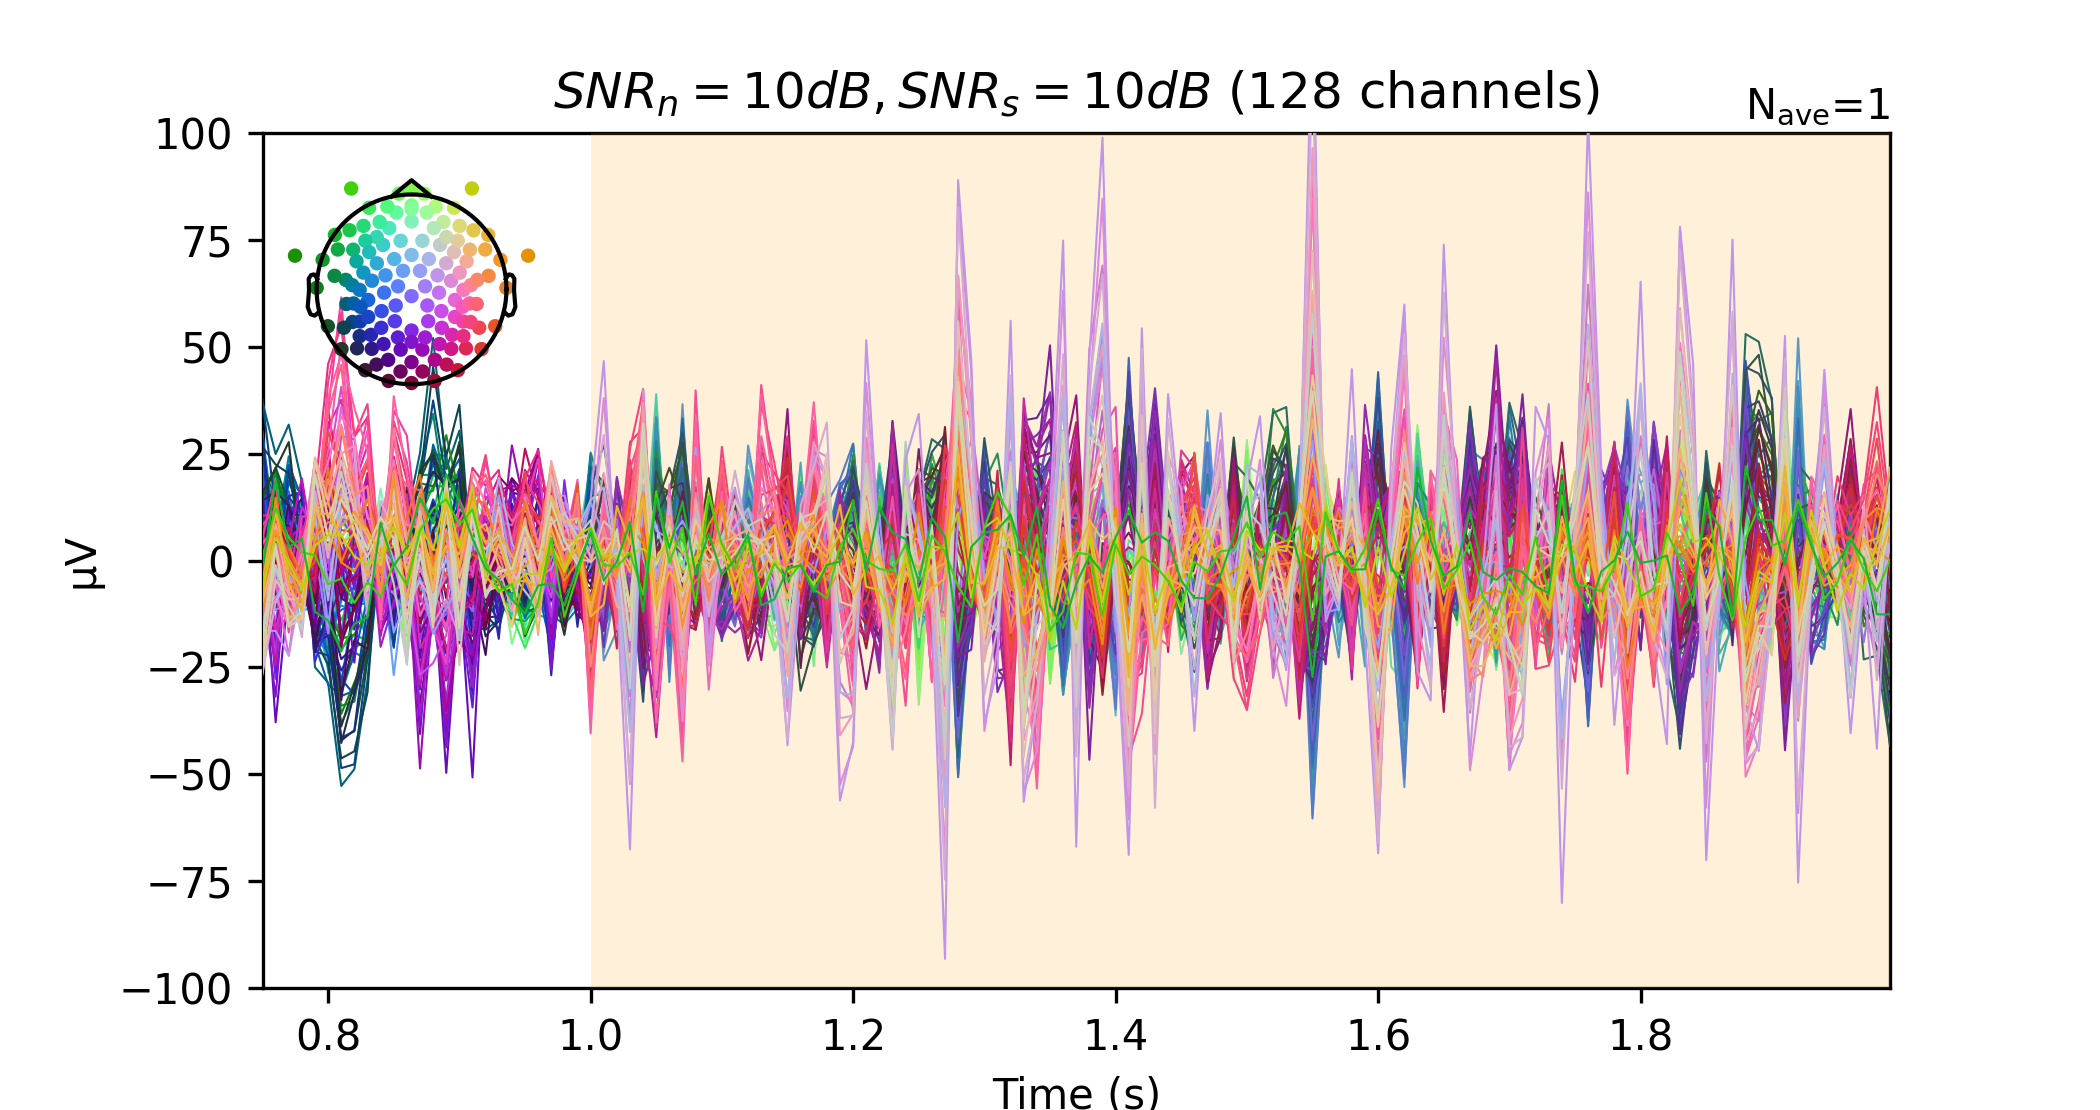 SNRₙ = 10dB, SNRₛ = 10dB (128 channels)
Nave=1
100
75
50
25
0
−25
−50
−75
−100
µV
0.8 1.0 1.2 1.4 1.6 1.8
Time (s)